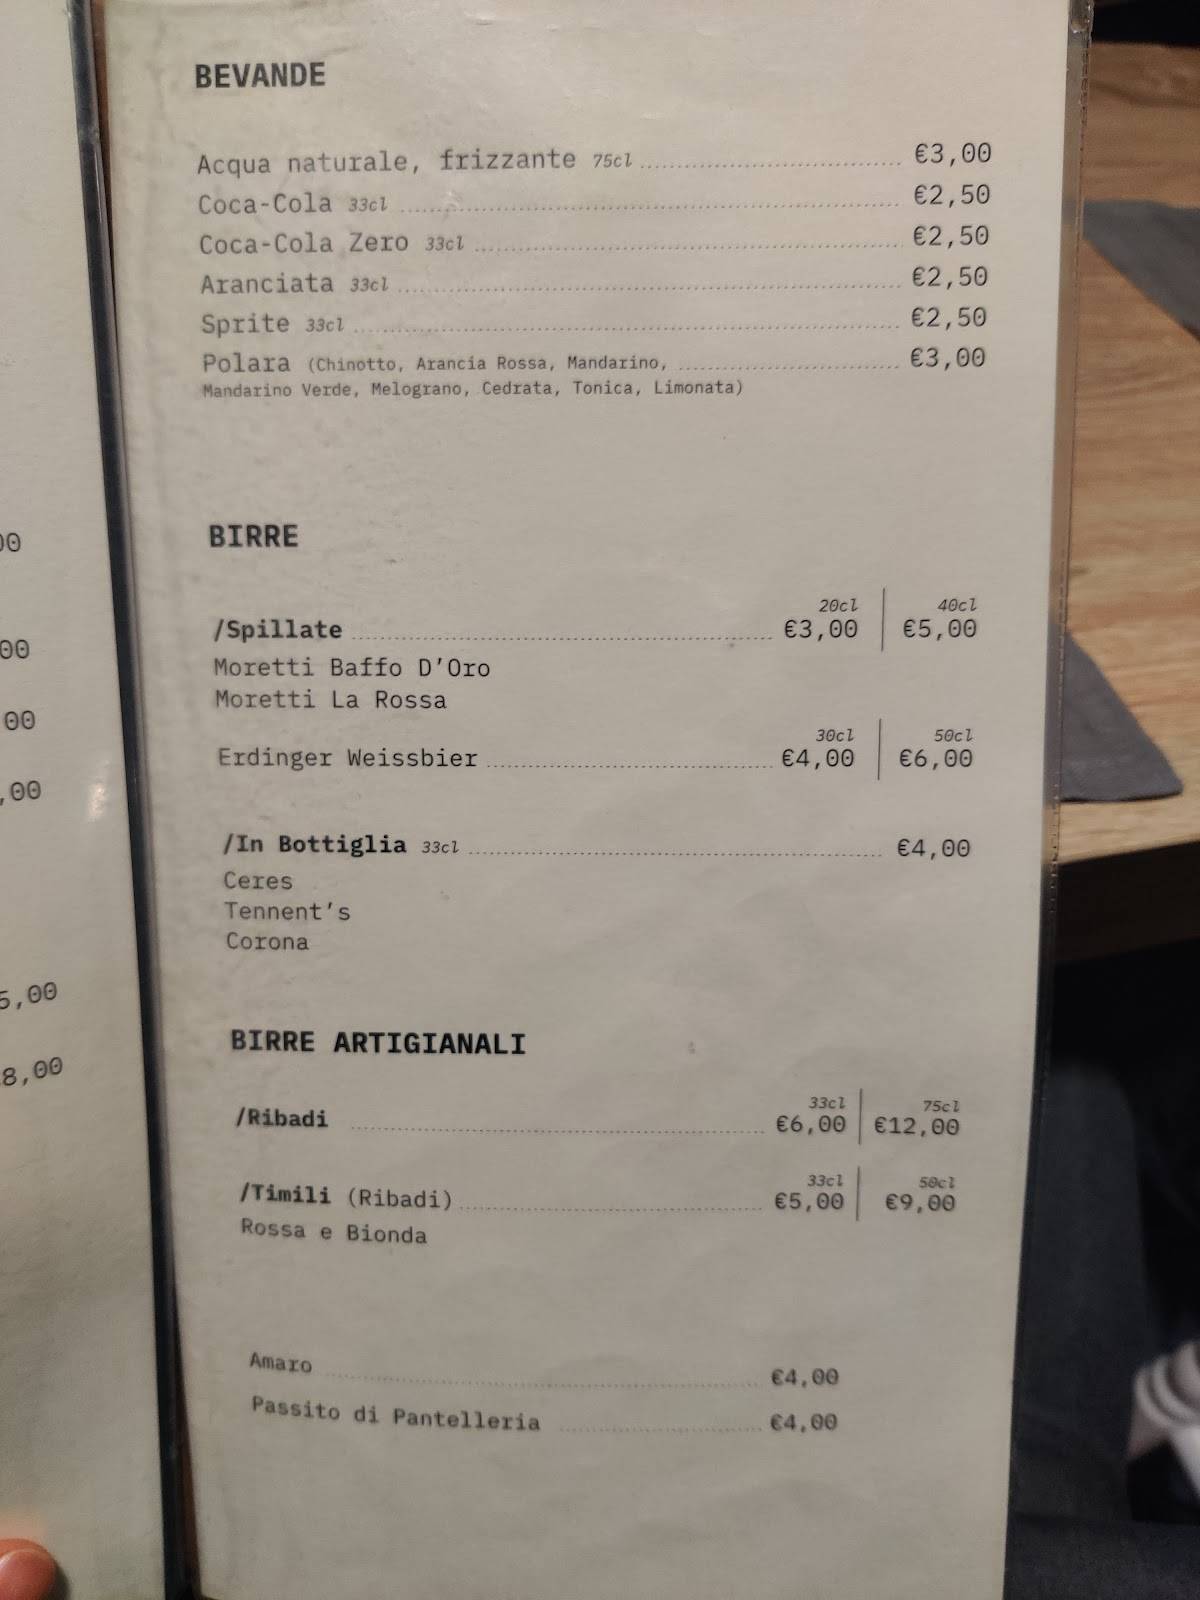 BEVANDE
Acqua naturale, frizzante 75cl €3,00
Coca-Cola 33cl €2,50
Coca-Cola Zero 33cl €2,50
Aranciata 33cl €2,50
Sprite 33cl €2,50
Polara (Chinotto, Arancia Rossa, Mandarino, €3,00
Mandarino Verde, Melograno, Cedrata, Tonica, Limonata)
BIRRE
20cl 40cl
/Spillate €3,00 €5,00
Moretti Baffo D'Oro
Moretti La Rossa
30cl 50cl
Erdinger Weissbier €4,00 €6,00
/In Bottiglia 33cl €4,00
Ceres
Tennent's
Corona
BIRRE ARTIGIANALI
33cl 75cl
/Ribadi €6,00 €12,00
33cl 50cl
/Timili (Ribadi) €5,00 €9,00
Rossa e Bionda
Amaro €4,00
Passito di Pantelleria €4,00